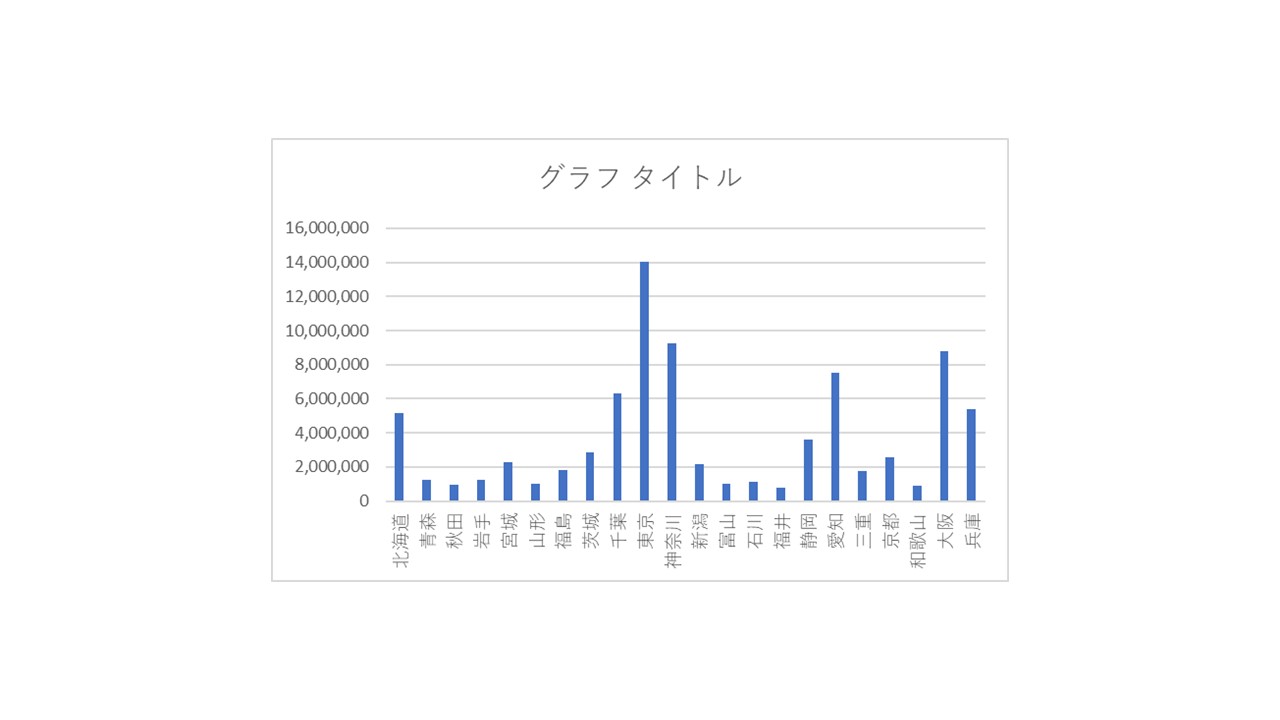 グラフ タイトル
16,000,000
14,000,000
12,000,000
10,000,000
8,000,000
6,000,000
4,000,000
2,000,000
0
北海道
青森
秋田
岩手
宮城
山形
福島
茨城
千葉
東京
神奈川
新潟
富山
石川
福井
静岡
愛知
三重
京都
和歌山
大阪
兵庫